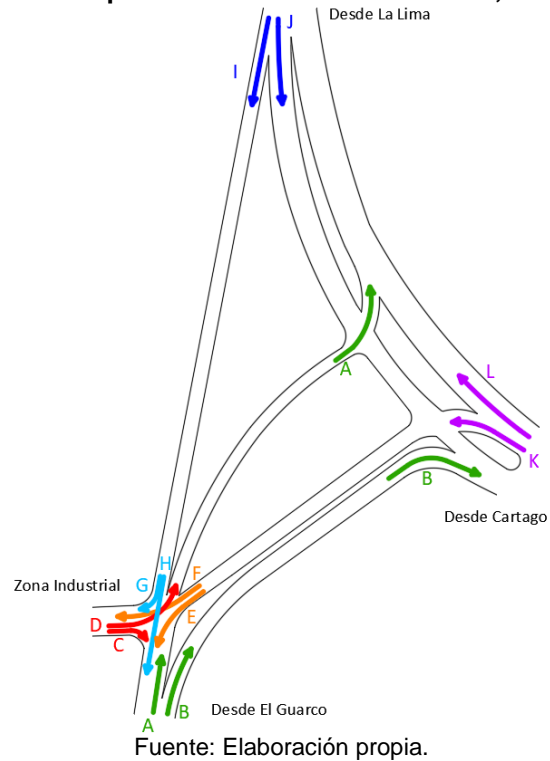 Desde La Lima
J
I
A
L
K
B
Desde Cartago
Zona Industrial
H
G
F
E
D
C
A
B
Desde El Guarco
Fuente: Elaboración propia.